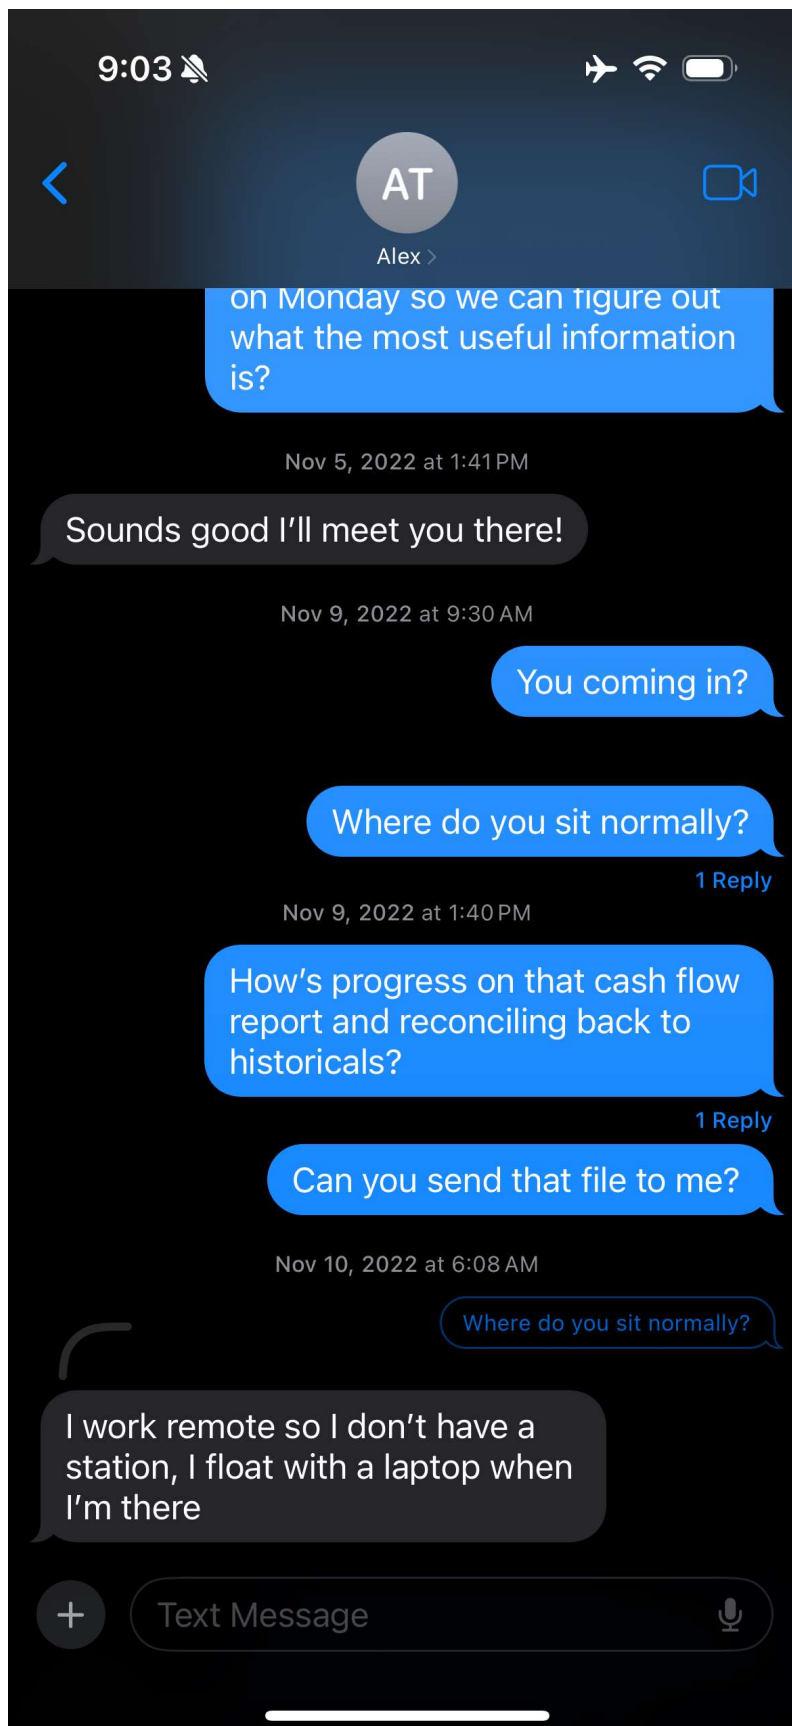 9:03
AT
Alex
on Monday so we can figure out
what the most useful information
is?
Nov 5, 2022 at 1:41 PM
Sounds good I’ll meet you there!
Nov 9, 2022 at 9:30 AM
You coming in?
Where do you sit normally?
1 Reply
Nov 9, 2022 at 1:40 PM
How’s progress on that cash flow
report and reconciling back to
historicals?
1 Reply
Can you send that file to me?
Nov 10, 2022 at 6:08 AM
Where do you sit normally?
I work remote so I don’t have a
station, I float with a laptop when
I’m there
Text Message